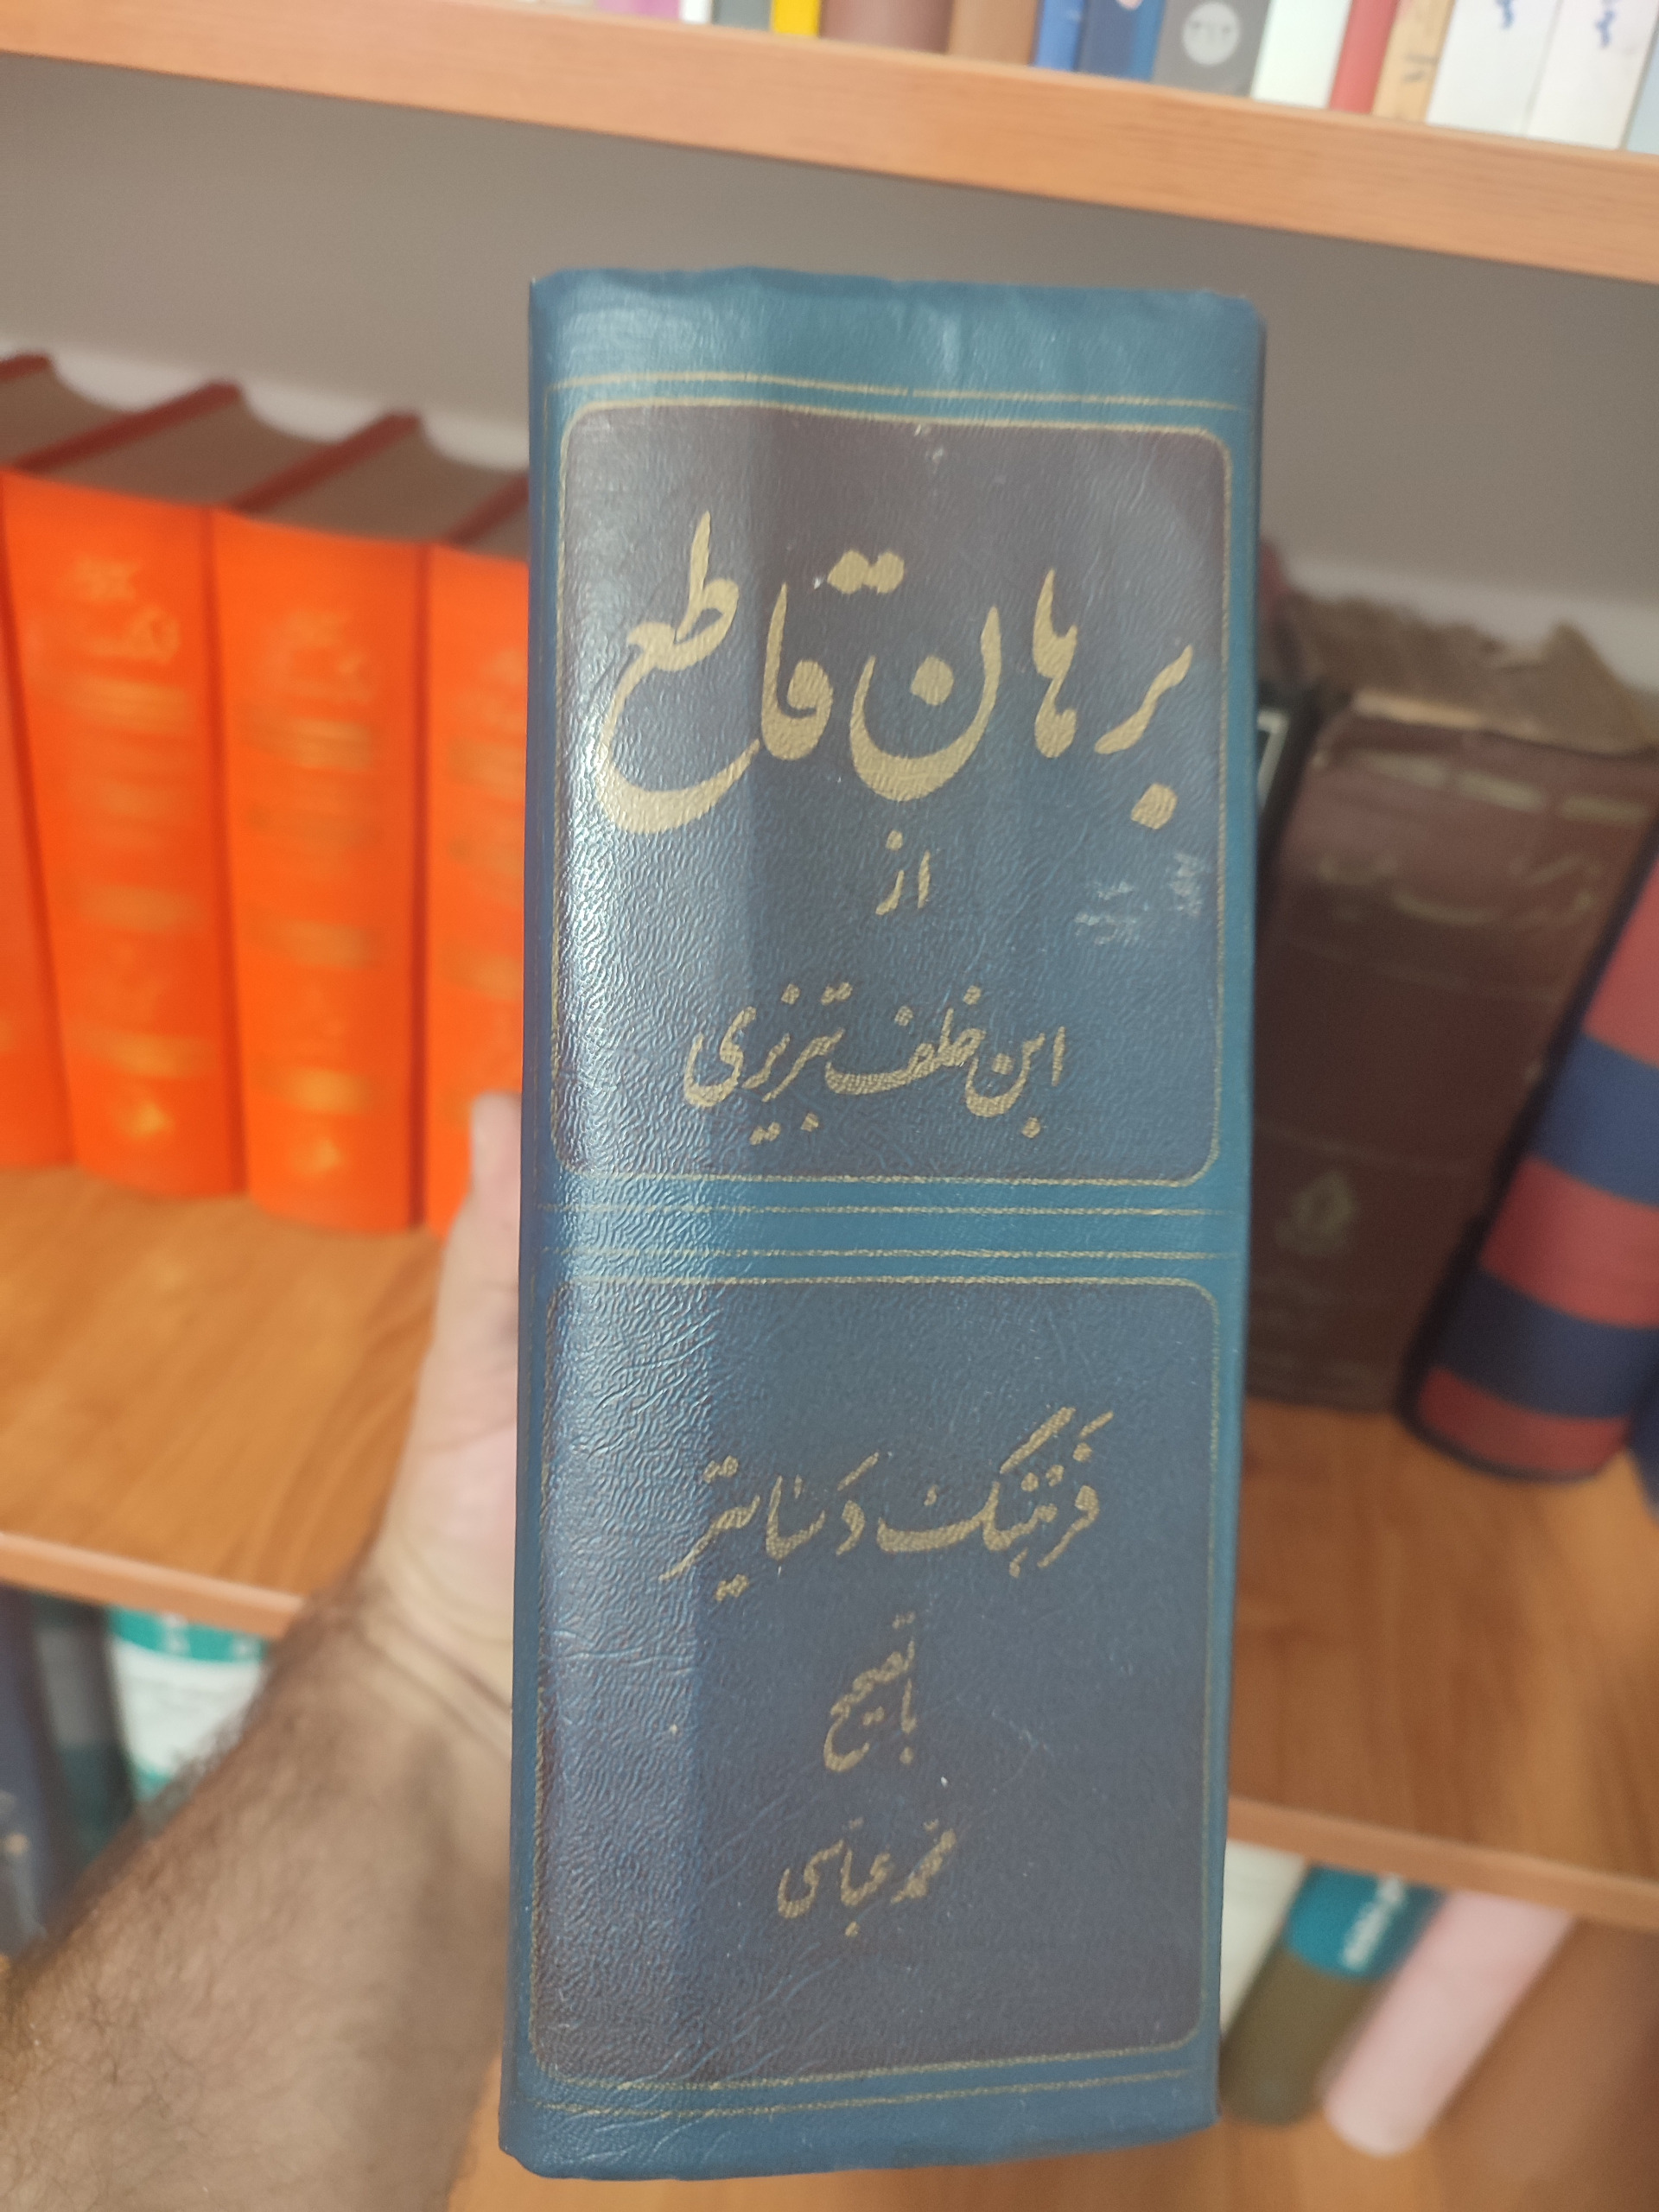 برهان قاطع
از
ابن خلف تبریزی
فرهنگ دساتیر
با تصحیح
محمد عباسی